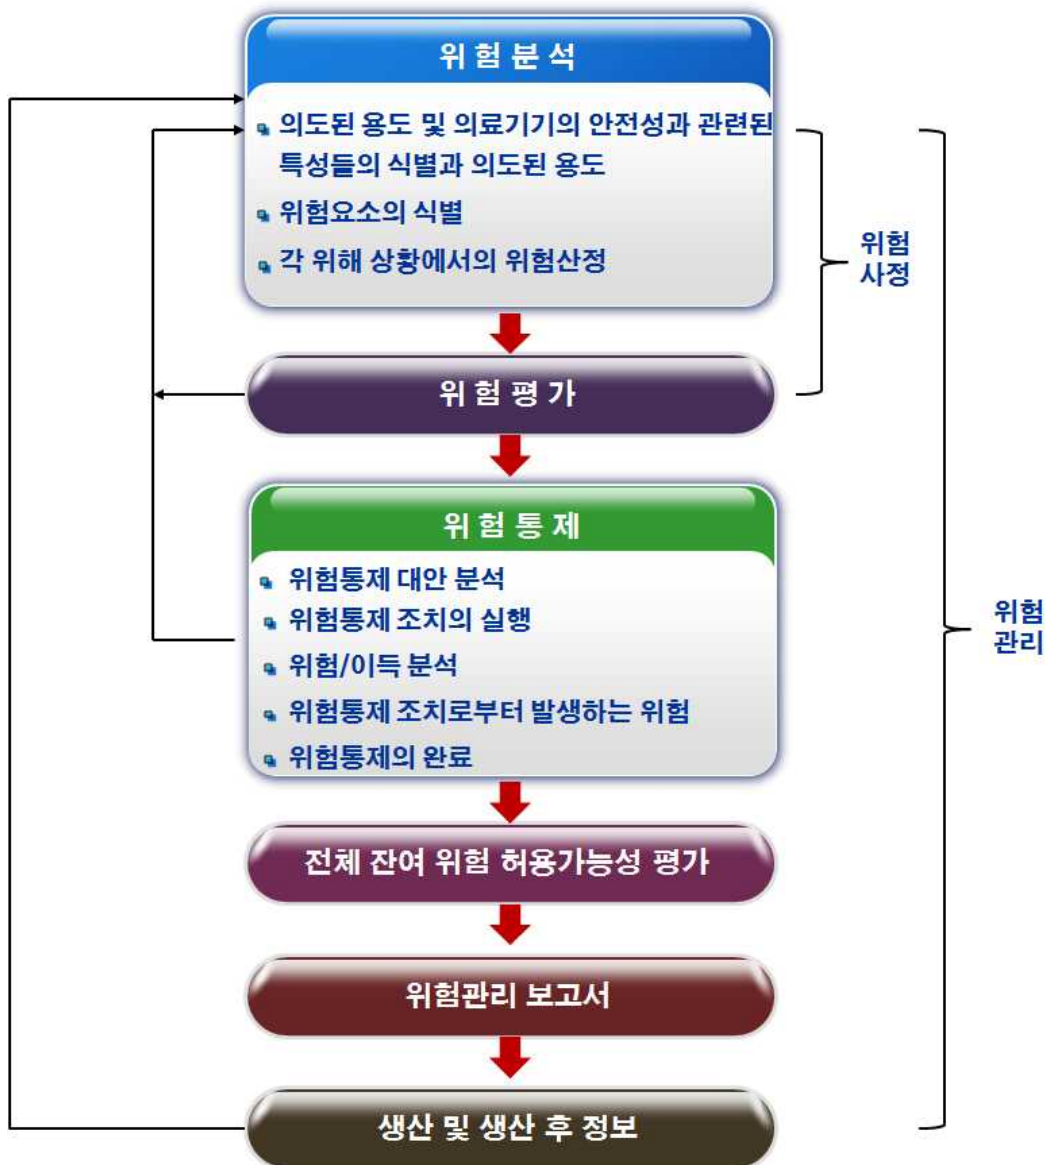 위 험 분 석
의도된 용도 및 의료기기의 안전성과 관련된
특성들의 식별과 의도된 용도
위험요소의 식별
각 위해 상황에서의 위험산정
위험
사정
위 험 평 가
위 험 통 제
위험통제 대안 분석
위험통제 조치의 실행
위험/이득 분석
위험통제 조치로부터 발생하는 위험
위험통제의 완료
위험
관리
전체 잔여 위험 허용가능성 평가
위험관리 보고서
생산 및 생산 후 정보